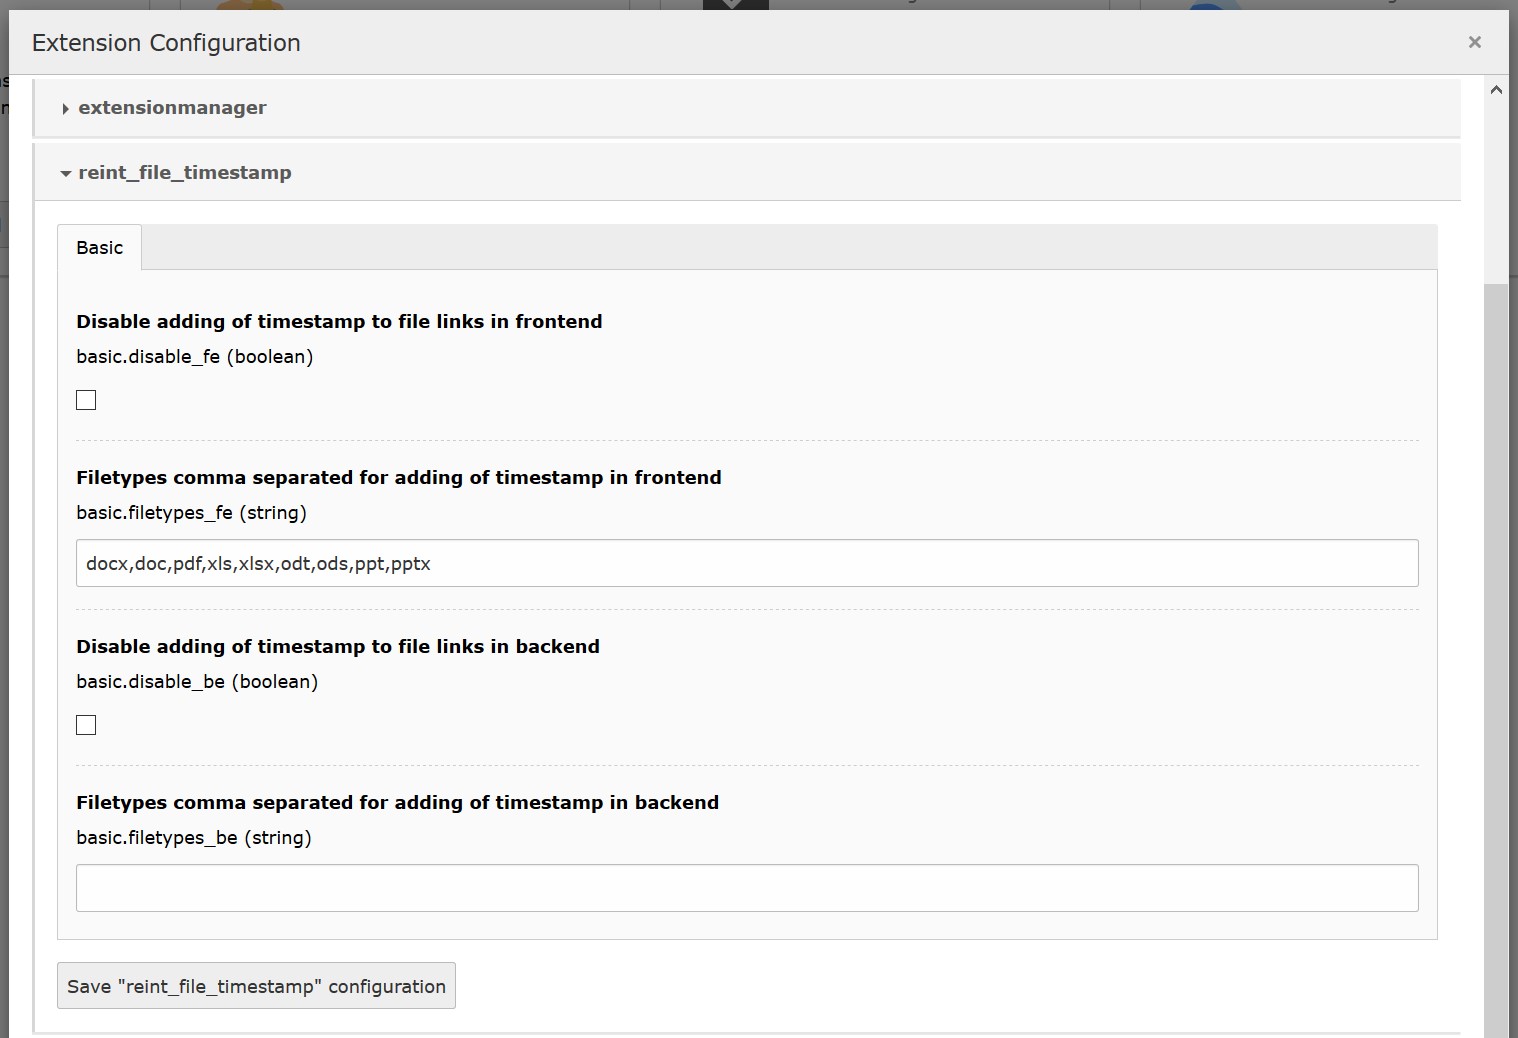 Extension Configuration
×
extensionmanager
reint_file_timestamp
Basic
Disable adding of timestamp to file links in frontend
basic.disable_fe (boolean)
Filetypes comma separated for adding of timestamp in frontend
basic.filetypes_fe (string)
docx,doc,pdf,xls,xlsx,odt,ods,ppt,pptx
Disable adding of timestamp to file links in backend
basic.disable_be (boolean)
Filetypes comma separated for adding of timestamp in backend
basic.filetypes_be (string)
Save "reint_file_timestamp" configuration